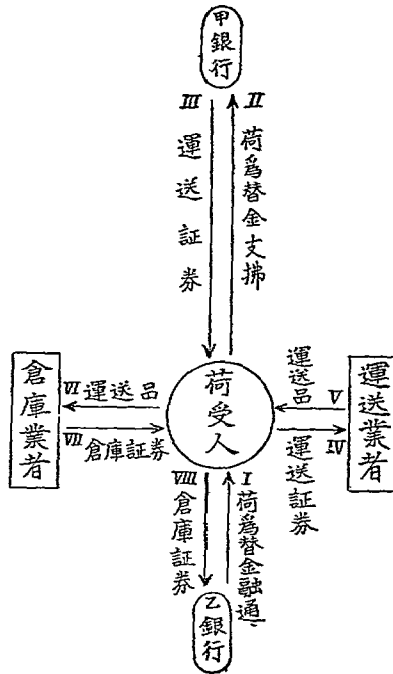 甲銀行
III 運送証券
II 荷爲替金支拂
荷受人
倉庫業者
VI 運送品
VII 倉庫証券
運送品 V
運送証券 IV
運送業者
VIII 倉庫証券
I 荷爲替金融通
乙銀行